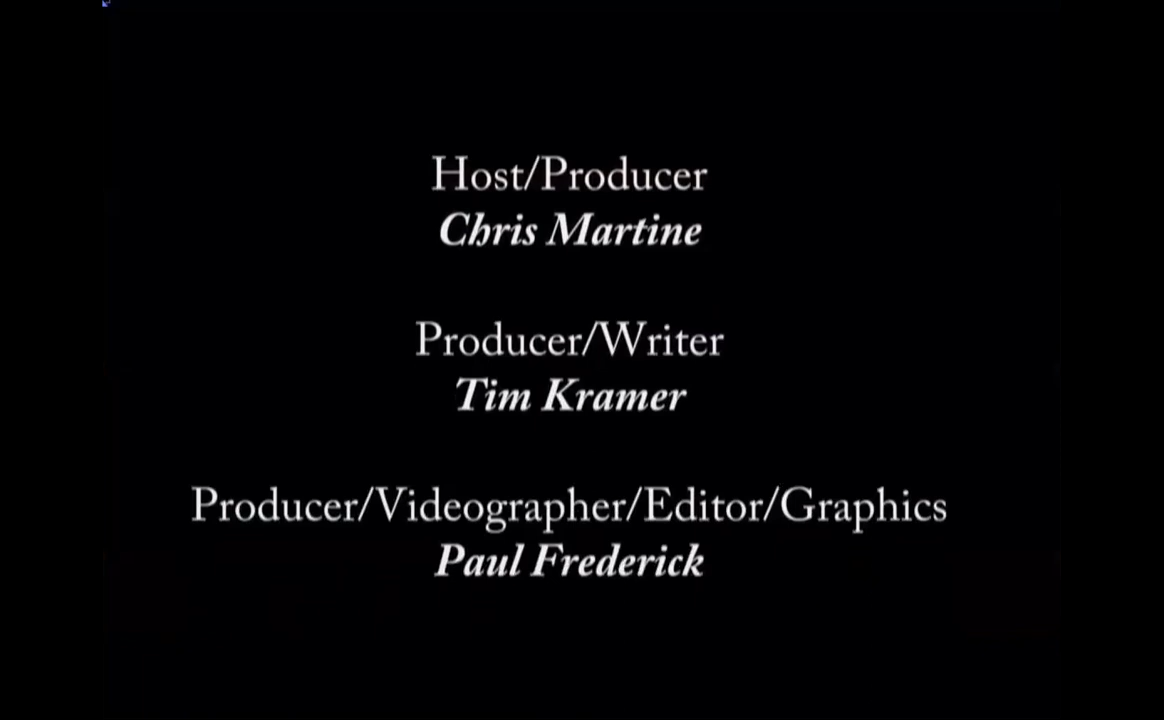 Host/Producer
Chris Martine
Producer/Writer
Tim Kramer
Producer/Videographer/Editor/Graphics
Paul Frederick